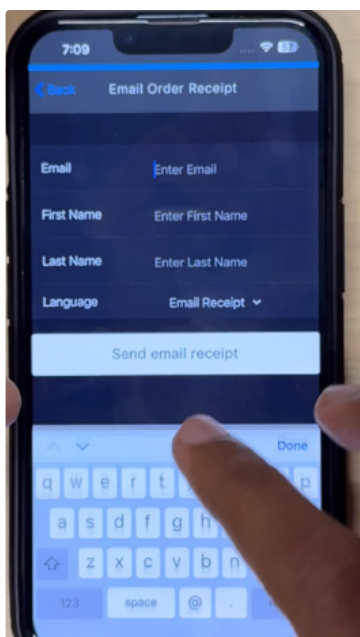 7:09
Back Email Order Receipt
Email Enter Email
First Name Enter First Name
Last Name Enter Last Name
Language Email Receipt
Send email receipt
Done
q w e r t p
a s d f g h
z x c v b n
123 space @ .